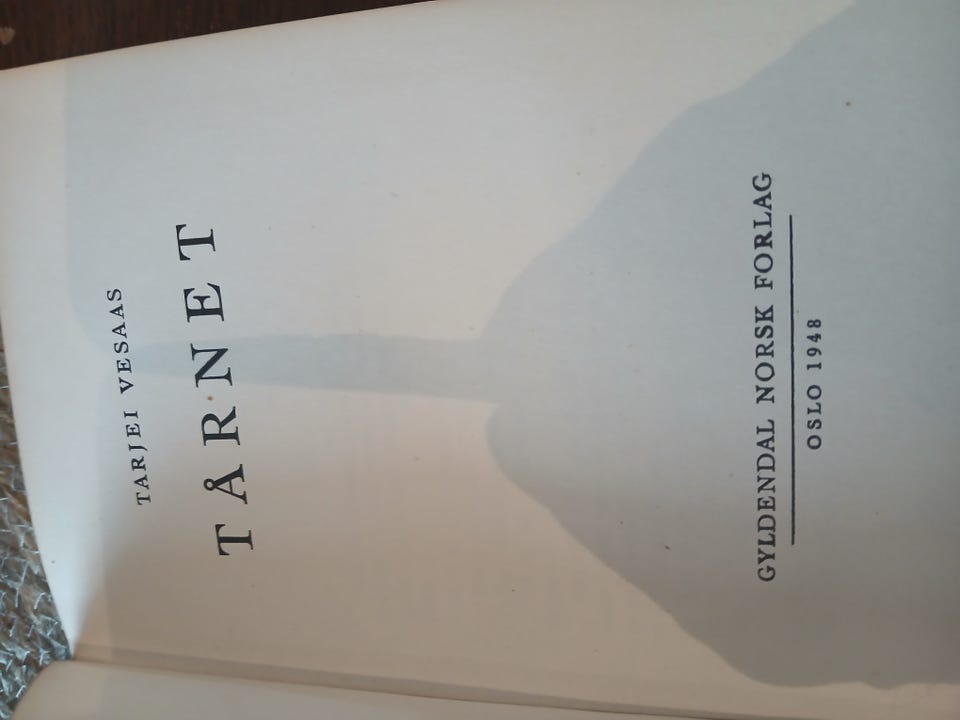 TARJEI VESAAS
TÅRNET
GYLDENDAL NORSK FORLAG
OSLO 1948